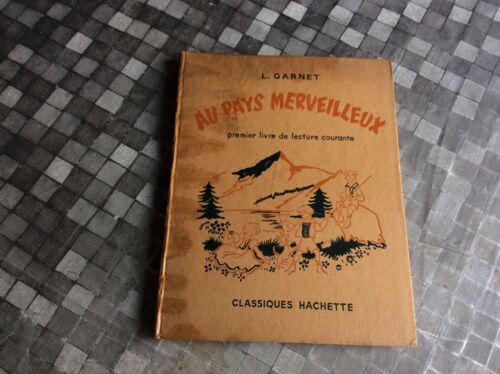 L. GARNET
AU PAYS MERVEILLEUX
premier livre de lecture courante
CLASSIQUES HACHETTE